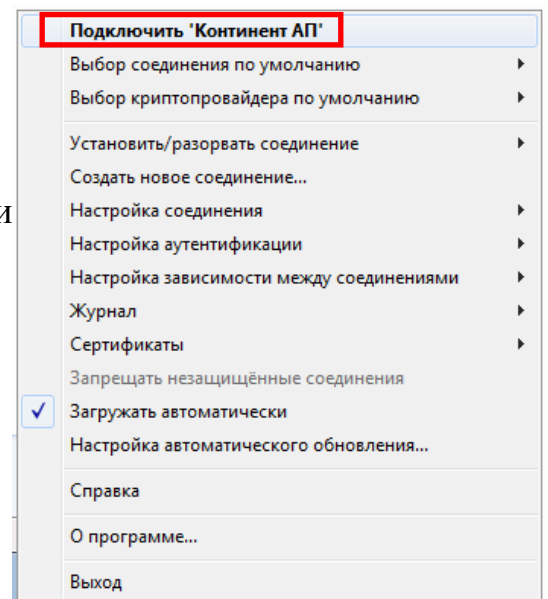 Подключить 'Континент АП'
Выбор соединения по умолчанию
Выбор криптопровайдера по умолчанию
Установить/разорвать соединение
Создать новое соединение...
и
Настройка соединения
Настройка аутентификации
Настройка зависимости между соединениями
Журнал
Сертификаты
Запрещать незащищённые соединения
Загружать автоматически
Настройка автоматического обновления...
Справка
О программе...
Выход